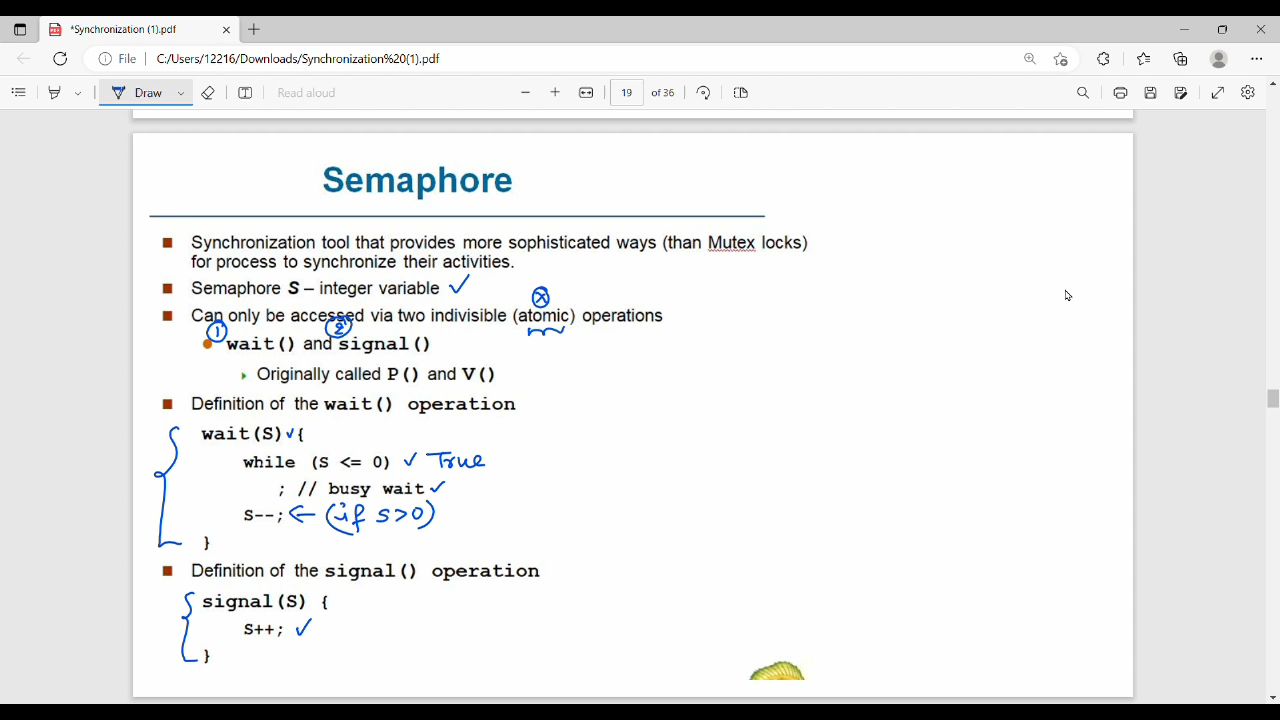 *Synchronization (1).pdf
File C:/Users/12216/Downloads/Synchronization%20(1).pdf
Draw Read aloud 19 of 36
Semaphore
Synchronization tool that provides more sophisticated ways (than Mutex locks)
for process to synchronize their activities.
Semaphore S – integer variable ✓
x
Can only be accessed via two indivisible (atomic) operations
1 2
wait() and signal()
Originally called P() and V()
Definition of the wait() operation
wait(S) ✓ {
while (S <= 0) ✓ True
; // busy wait ✓
S--; ← (if s>0)
}
Definition of the signal() operation
signal(S) {
S++; ✓
}